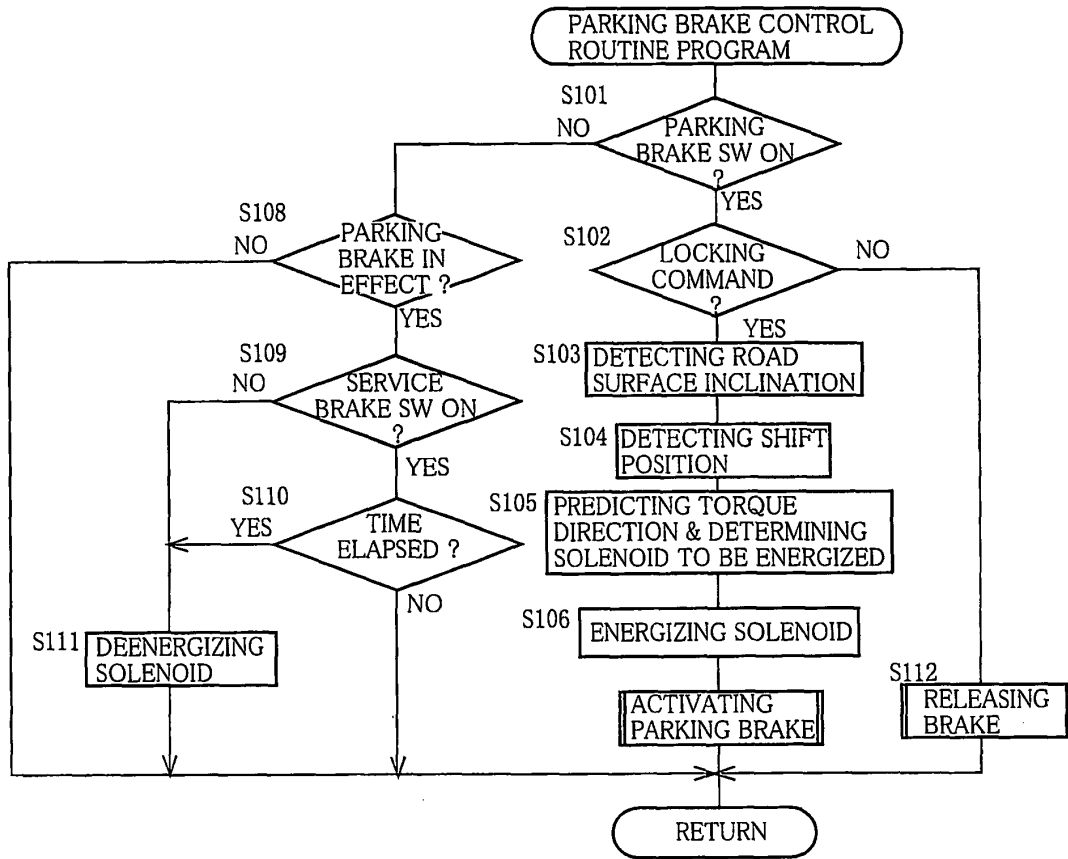 PARKING BRAKE CONTROL
ROUTINE PROGRAM
S101
NO
PARKING
BRAKE SW ON
?
YES
S108
NO
PARKING
BRAKE IN
EFFECT ?
YES
S102
LOCKING
COMMAND
?
NO
YES
S103
DETECTING ROAD
SURFACE INCLINATION
S109
NO
SERVICE
BRAKE SW ON
?
YES
S104
DETECTING SHIFT
POSITION
S110
YES
TIME
ELAPSED ?
NO
S105
PREDICTING TORQUE
DIRECTION & DETERMINING
SOLENOID TO BE ENERGIZED
S106
ENERGIZING SOLENOID
S111
DEENERGIZING
SOLENOID
ACTIVATING
PARKING BRAKE
S112
RELEASING
BRAKE
RETURN